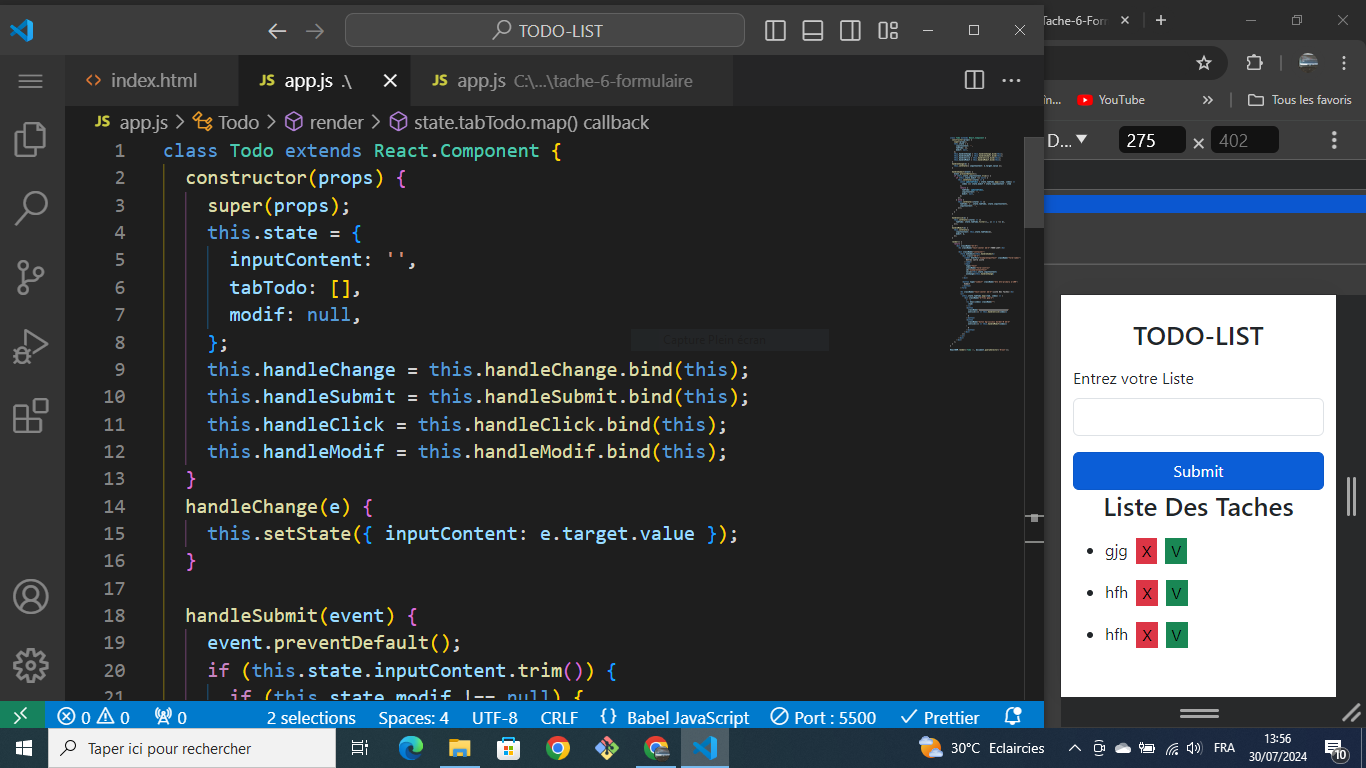 TODO-LIST
index.html
JS app.js .\
JS app.js C:\...\tache-6-formulaire
JS app.js > Todo > render > state.tabTodo.map() callback
1 class Todo extends React.Component {
2 constructor(props) {
3 super(props);
4 this.state = {
5 inputContent: '',
6 tabTodo: [],
7 modif: null,
8 };
9 this.handleChange = this.handleChange.bind(this);
10 this.handleSubmit = this.handleSubmit.bind(this);
11 this.handleClick = this.handleClick.bind(this);
12 this.handleModif = this.handleModif.bind(this);
13 }
14 handleChange(e) {
15 this.setState({ inputContent: e.target.value });
16 }
17
18 handleSubmit(event) {
19 event.preventDefault();
20 if (this.state.inputContent.trim()) {
21 if (this.state.modif !== null) {
Capture Plein écran
0 0 0 2 selections Spaces: 4 UTF-8 CRLF {} Babel JavaScript Port : 5500 Prettier
Tache-6-Form
in... YouTube » Tous les favoris
D... 275 × 402
TODO-LIST
Entrez votre Liste
Submit
Liste Des Taches
gjg X V
hfh X V
hfh X V
Taper ici pour rechercher
30°C Eclaircies
FRA
13:56
30/07/2024
10